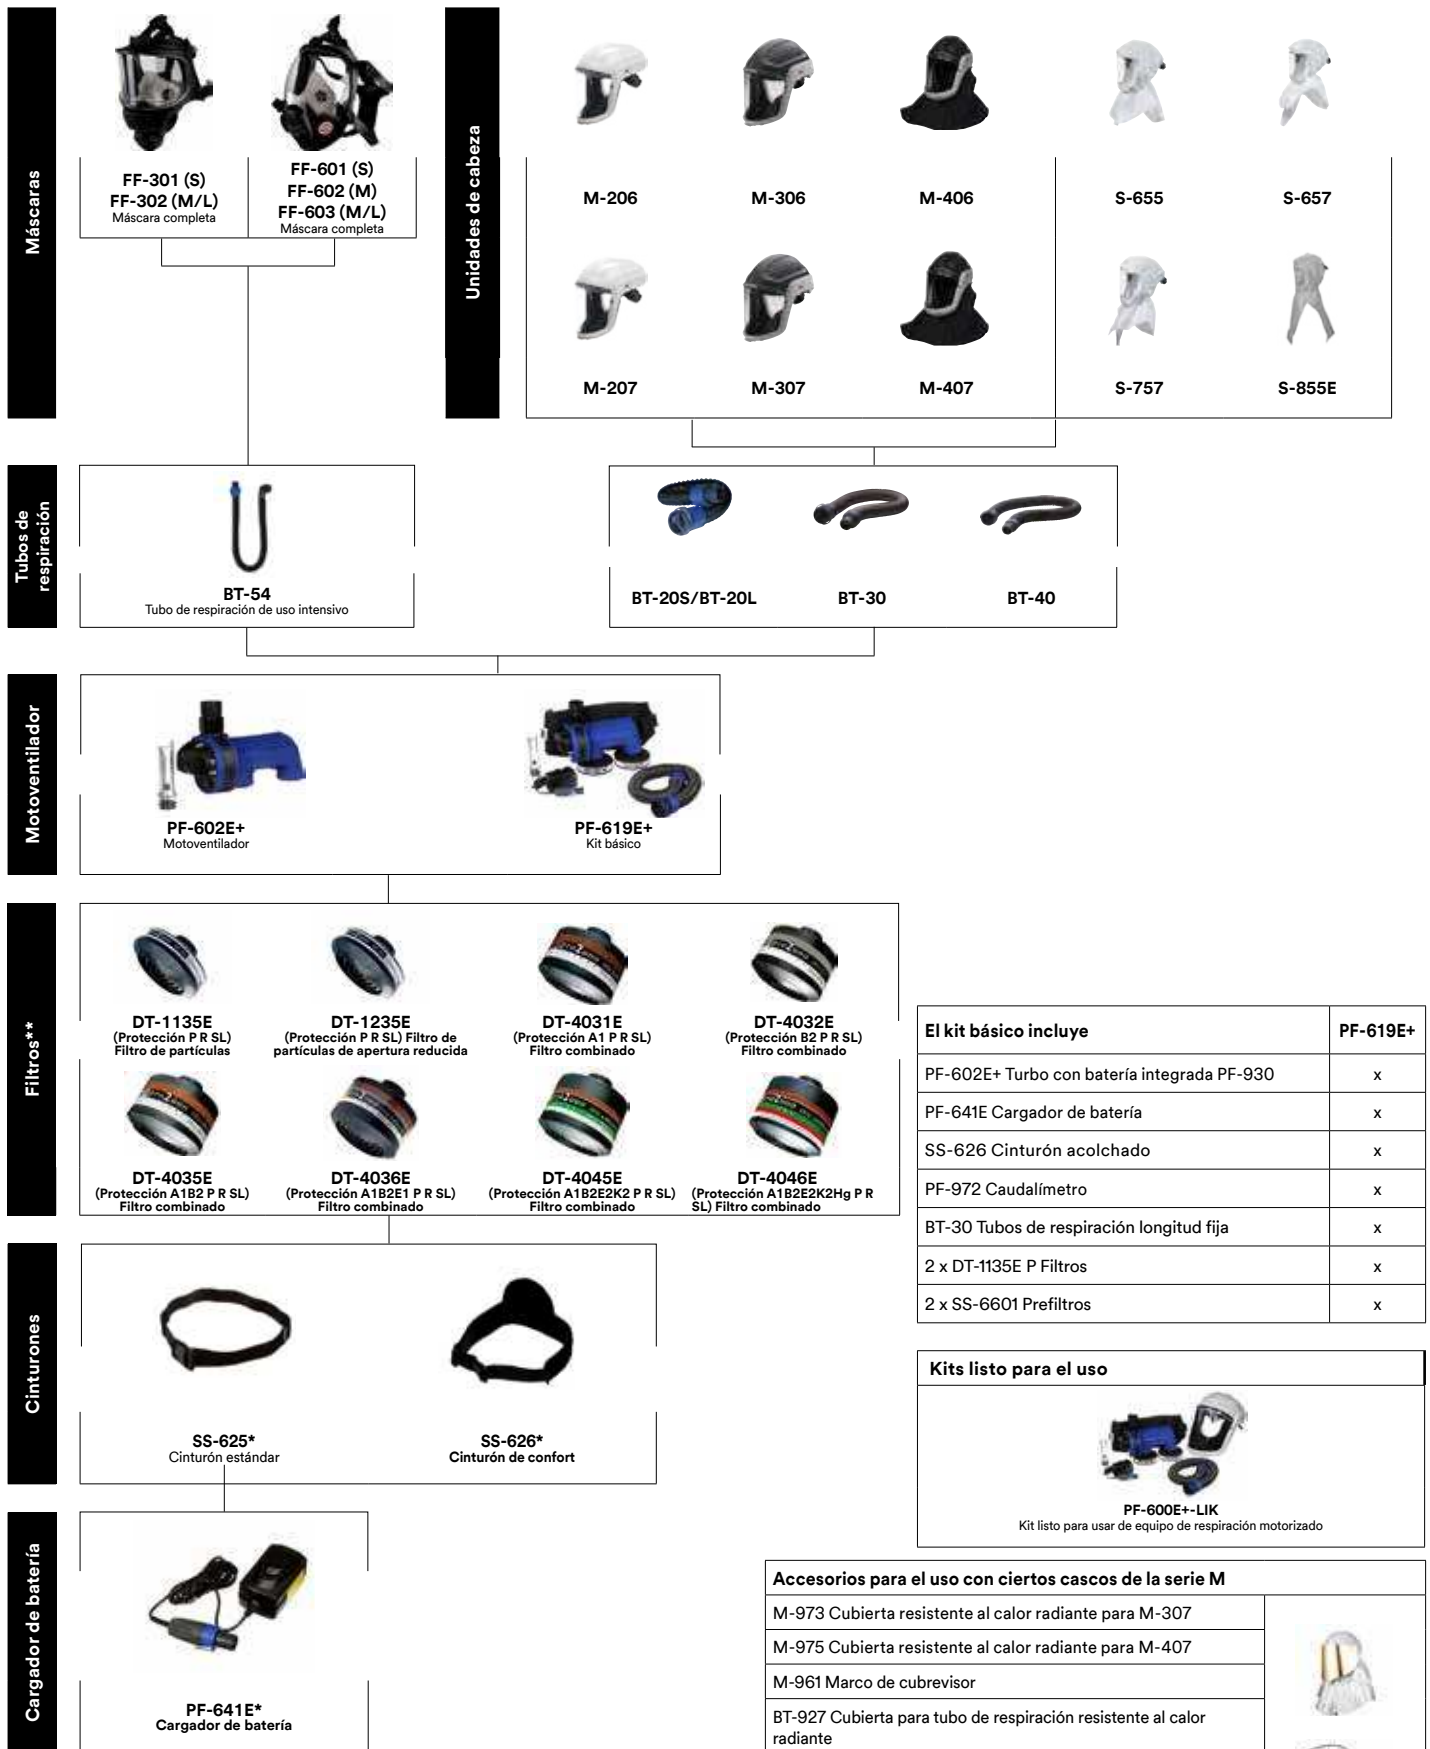 Máscaras
FF-301 (S)
FF-302 (M/L)
Máscara completa
FF-601 (S)
FF-602 (M)
FF-603 (M/L)
Máscara completa
Unidades de cabeza
M-206
M-306
M-406
S-655
S-657
M-207
M-307
M-407
S-757
S-855E
Tubos de
respiración
BT-54
Tubo de respiración de uso intensivo
BT-20S/BT-20L
BT-30
BT-40
Motoventilador
PF-602E+
Motoventilador
PF-619E+
Kit básico
Filtros**
DT-1135E
(Protección P R SL)
Filtro de partículas
DT-1235E
(Protección P R SL) Filtro de
partículas de apertura reducida
DT-4031E
(Protección A1 P R SL)
Filtro combinado
DT-4032E
(Protección B2 P R SL)
Filtro combinado
DT-4035E
(Protección A1B2 P R SL)
Filtro combinado
DT-4036E
(Protección A1B2E1 P R SL)
Filtro combinado
DT-4045E
(Protección A1B2E2K2 P R SL)
Filtro combinado
DT-4046E
(Protección A1B2E2K2Hg P R
SL) Filtro combinado
El kit básico incluye PF-619E+
PF-602E+ Turbo con batería integrada PF-930 x
PF-641E Cargador de batería x
SS-626 Cinturón acolchado x
PF-972 Caudalímetro x
BT-30 Tubos de respiración longitud fija x
2 x DT-1135E P Filtros x
2 x SS-6601 Prefiltros x
Cinturones
SS-625*
Cinturón estándar
SS-626*
Cinturón de confort
Kits listo para el uso
PF-600E+-LIK
Kit listo para usar de equipo de respiración motorizado
Cargador de batería
PF-641E*
Cargador de batería
Accesorios para el uso con ciertos cascos de la serie M
M-973 Cubierta resistente al calor radiante para M-307
M-975 Cubierta resistente al calor radiante para M-407
M-961 Marco de cubrevisor
BT-927 Cubierta para tubo de respiración resistente al calor
radiante